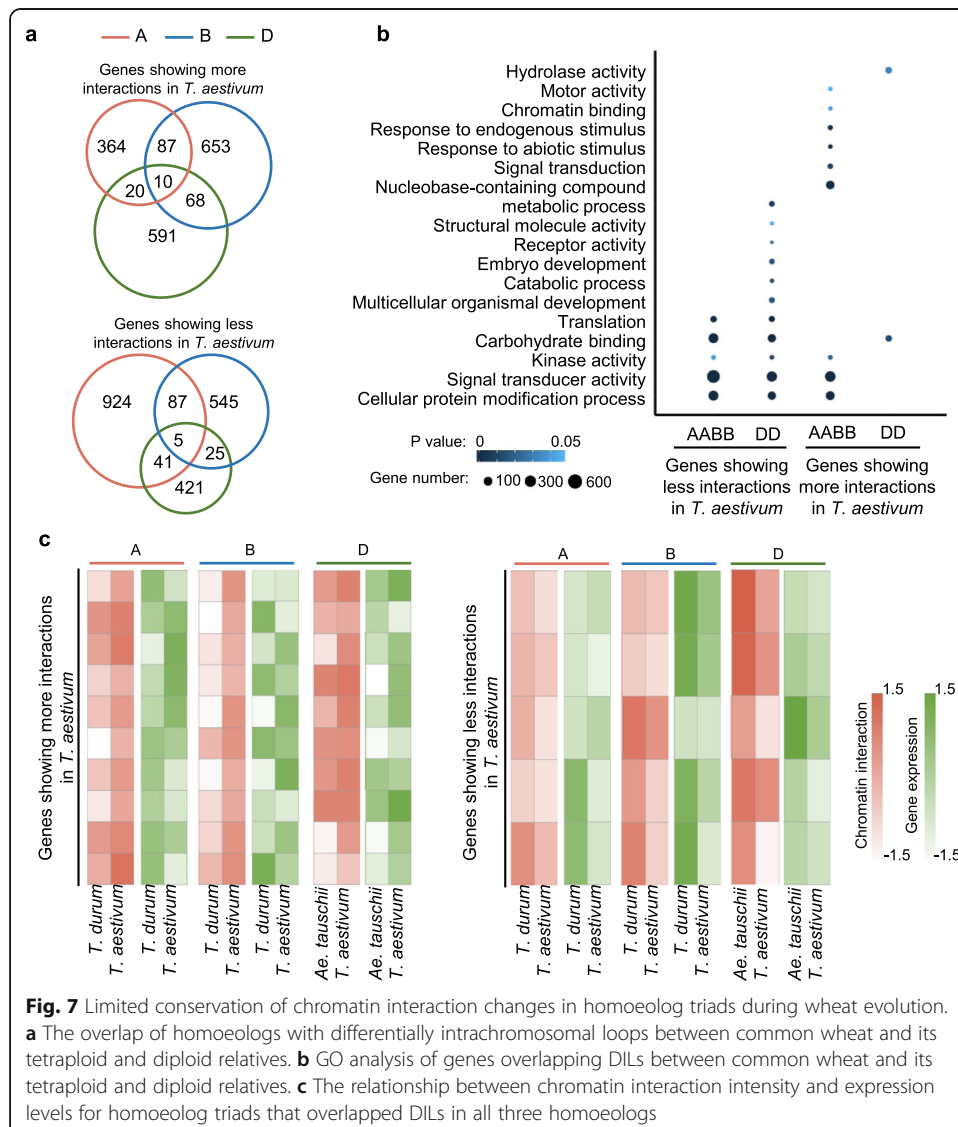 a
A B D
Genes showing more
interactions in T. aestivum
364 87 653
20 10 68
591
Genes showing less
interactions in T. aestivum
924 87 545
5
41 25
421
b
Hydrolase activity
Motor activity
Chromatin binding
Response to endogenous stimulus
Response to abiotic stimulus
Signal transduction
Nucleobase-containing compound
metabolic process
Structural molecule activity
Receptor activity
Embryo development
Catabolic process
Multicellular organismal development
Translation
Carbohydrate binding
Kinase activity
Signal transducer activity
Cellular protein modification process
P value: 0 0.05
Gene number: 100 300 600
AABB DD AABB DD
Genes showing
less interactions
in T. aestivum
Genes showing
more interactions
in T. aestivum
c
A B D
Genes showing more interactions
in T. aestivum
T. durum
T. aestivum
T. durum
T. aestivum
T. durum
T. aestivum
T. durum
T. aestivum
Ae. tauschii
T. aestivum
Ae. tauschii
T. aestivum
A B D
Genes showing less interactions
in T. aestivum
T. durum
T. aestivum
T. durum
T. aestivum
T. durum
T. aestivum
T. durum
T. aestivum
Ae. tauschii
T. aestivum
Ae. tauschii
T. aestivum
Chromatin interaction
1.5
-1.5
Gene expression
1.5
-1.5
Fig. 7 Limited conservation of chromatin interaction changes in homoeolog triads during wheat evolution.
a The overlap of homoeologs with differentially intrachromosomal loops between common wheat and its
tetraploid and diploid relatives. b GO analysis of genes overlapping DILs between common wheat and its
tetraploid and diploid relatives. c The relationship between chromatin interaction intensity and expression
levels for homoeolog triads that overlapped DILs in all three homoeologs